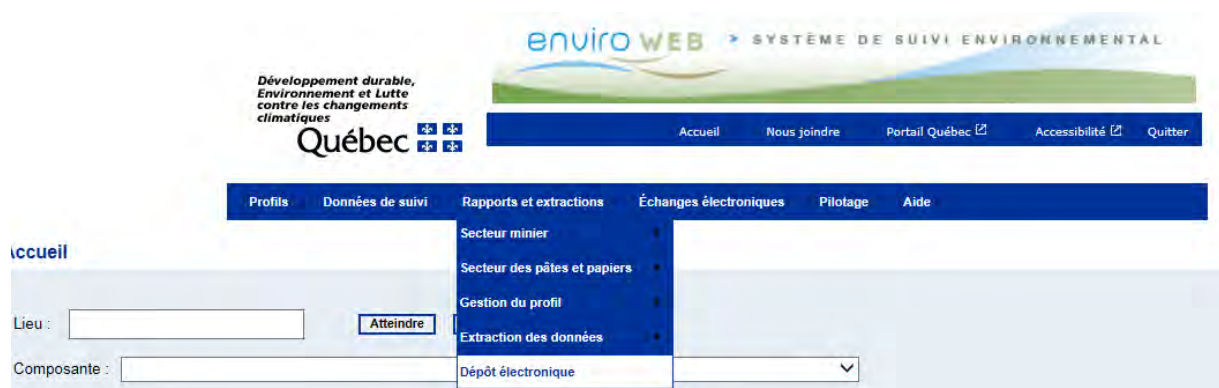 enviro WEB > SYSTÈME DE SUIVI ENVIRONNEMENTAL
Développement durable,
Environnement et Lutte
contre les changements
climatiques
Québec
Accueil Nous joindre Portail Québec Accessibilité Quitter
Profils Données de suivi Rapports et extractions Échanges électroniques Pilotage Aide
Secteur minier
Accueil
Secteur des pâtes et papiers
Gestion du profil
Lieu : Atteindre
Extraction des données
Composante :
Dépôt électronique